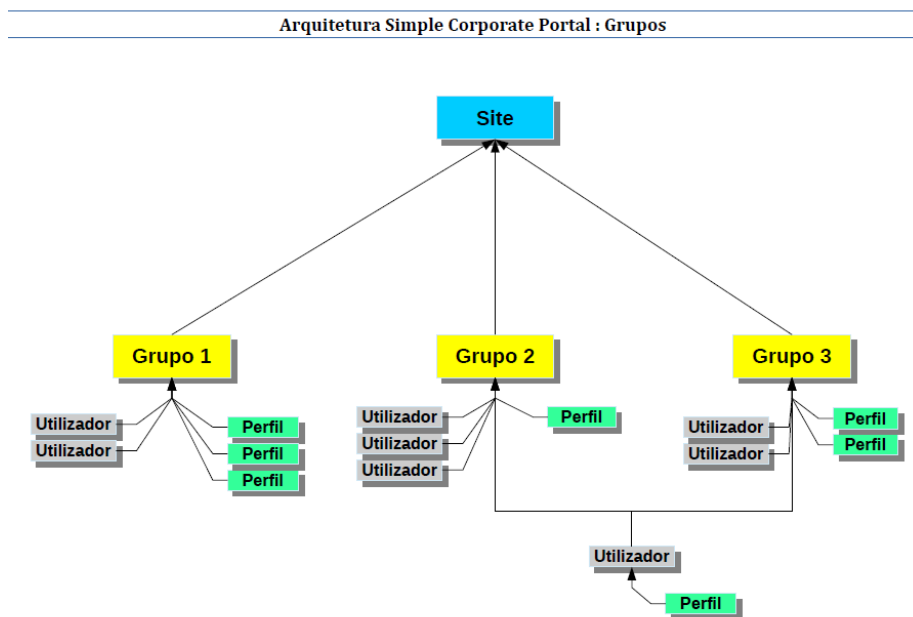 Arquitetura Simple Corporate Portal : Grupos
Site
Grupo 1
Grupo 2
Grupo 3
Utilizador
Utilizador
Perfil
Perfil
Perfil
Utilizador
Utilizador
Utilizador
Perfil
Utilizador
Utilizador
Perfil
Perfil
Utilizador
Perfil